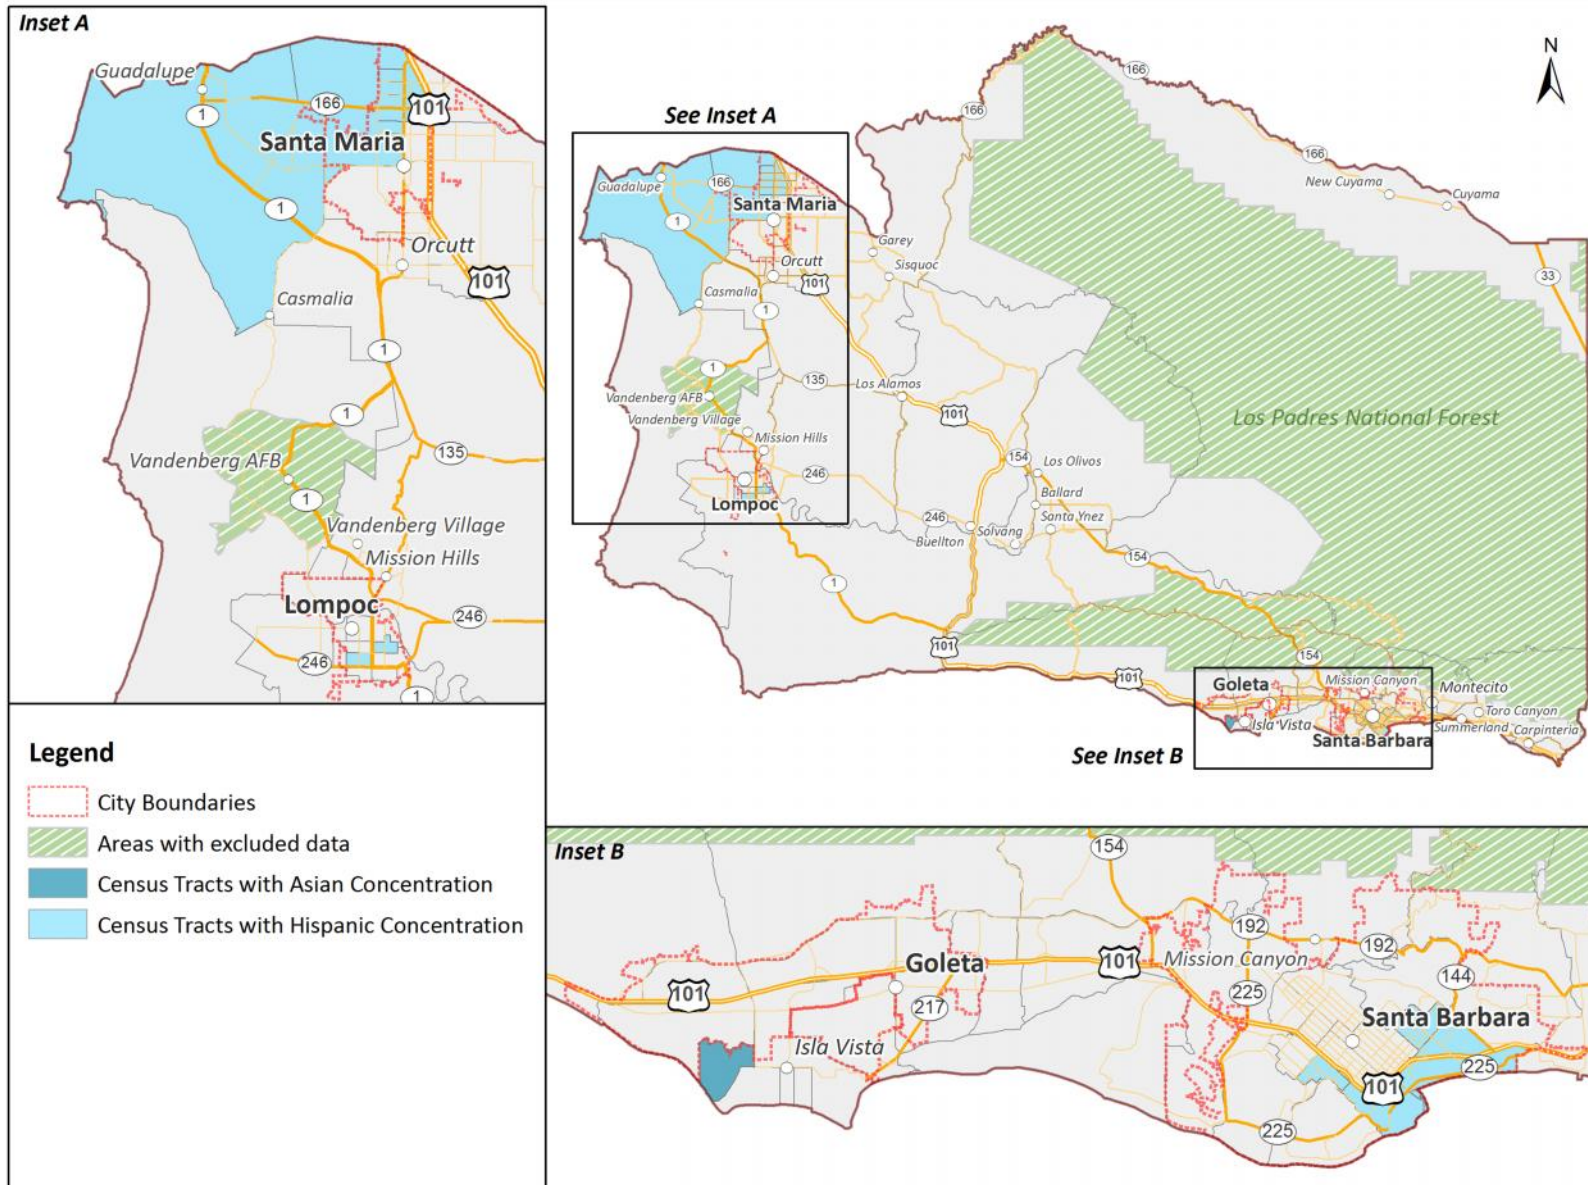 Inset A
Guadalupe
166
101
1
Santa Maria
1
Orcutt
101
Casmalia
1
1
135
Vandenberg AFB
1
Vandenberg Village
Mission Hills
Lompoc
246
246
1
Legend
City Boundaries
Areas with excluded data
Census Tracts with Asian Concentration
Census Tracts with Hispanic Concentration
N
See Inset A
166
166
166
New Cuyama
Cuyama
Guadalupe
166
Santa Maria
1
Garey
Orcutt
Sisquoc
101
33
Casmalia
1
1
135
Los Alamos
Vandenberg AFB
101
Los Padres National Forest
Vandenberg Village
Mission Hills
154
Los Olivos
246
Ballard
Lompoc
246
Santa Ynez
Solvang
Buellton
154
1
101
154
101
Goleta
Mission Canyon
Montecito
Toro Canyon
Isla Vista
Summerland
Carpinteria
Santa Barbara
See Inset B
Inset B
154
192
192
Mission Canyon
101
Goleta
144
101
225
217
Santa Barbara
Isla Vista
225
101
225